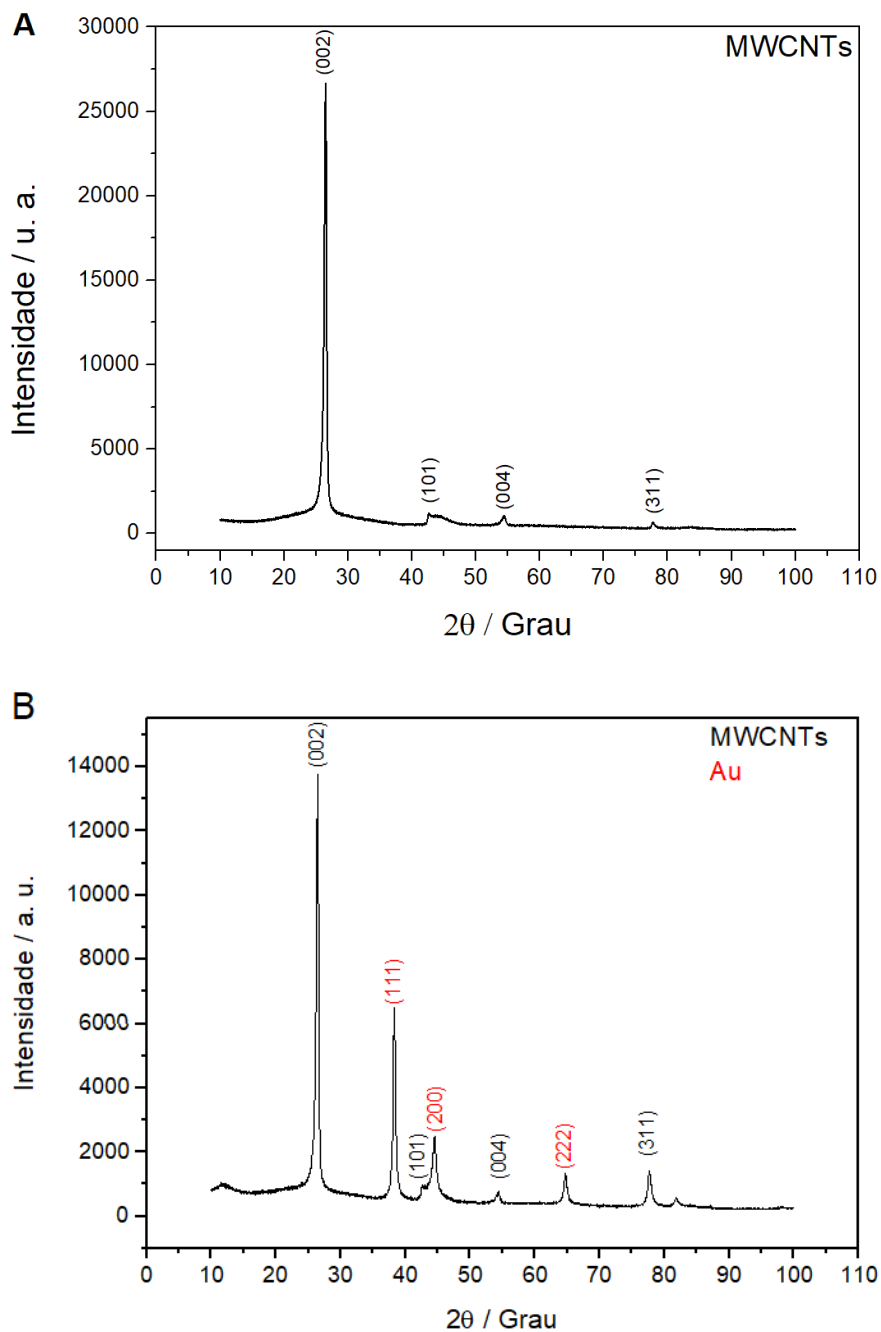 A
MWCNTs
(002)
(101)
(004)
(311)
30000
25000
20000
15000
10000
5000
0
Intensidade / u. a.
0 10 20 30 40 50 60 70 80 90 100 110
2θ / Grau
B
MWCNTs
Au
(002)
(111)
(101)
(200)
(004)
(222)
(311)
14000
12000
10000
8000
6000
4000
2000
0
Intensidade / a. u.
0 10 20 30 40 50 60 70 80 90 100 110
2θ / Grau